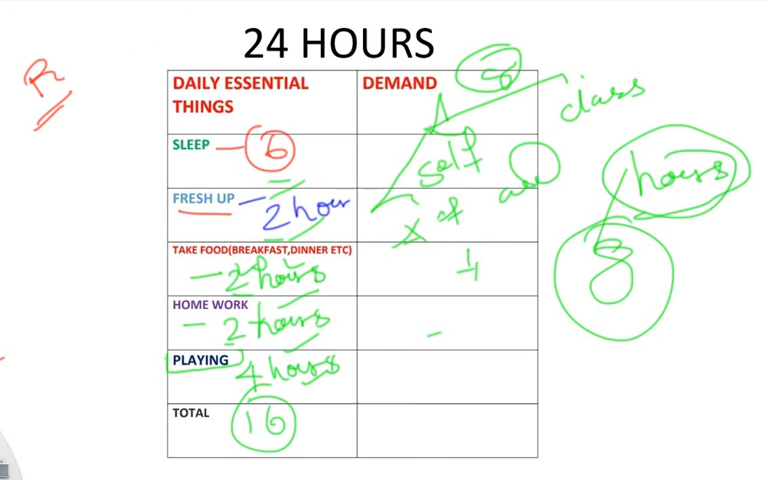 24 HOURS
R
DAILY ESSENTIAL THINGS
DEMAND
8
class
SLEEP - 6
self
hours
FRESH UP - 2 hour
X of
TAKE FOOD(BREAKFAST,DINNER ETC)
- 2 hours
8
HOME WORK
- 2 hours
PLAYING 4 hours
TOTAL 16